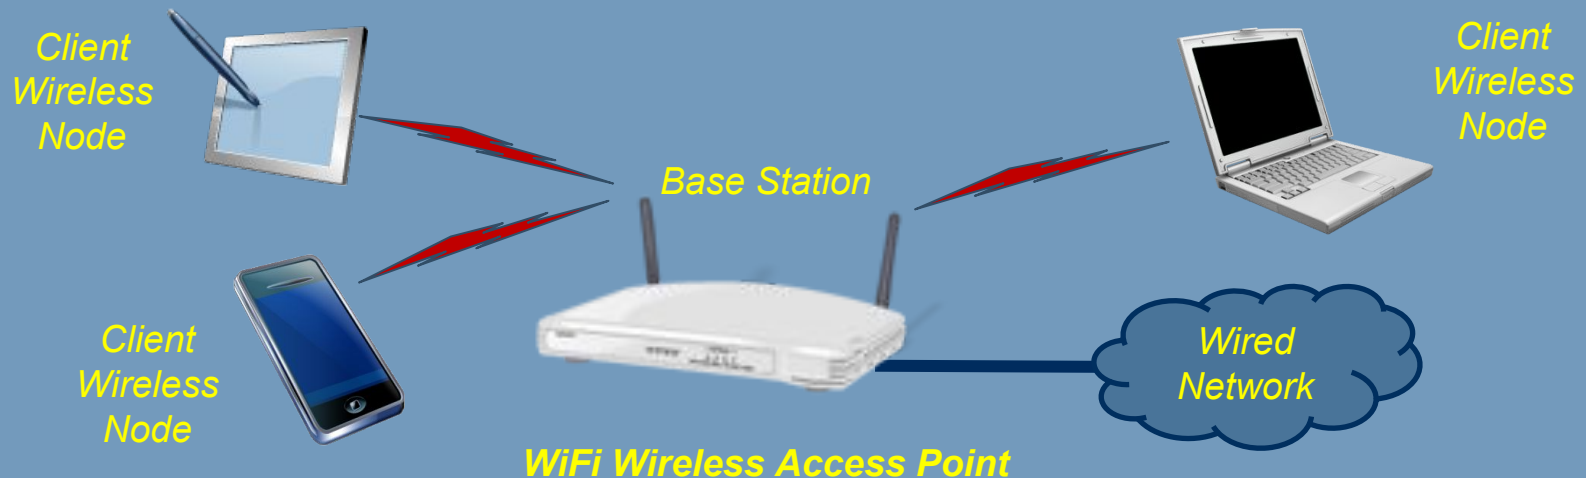 Client
Wireless
Node
Client
Wireless
Node
Base Station
Client
Wireless
Node
Wired
Network
WiFi Wireless Access Point